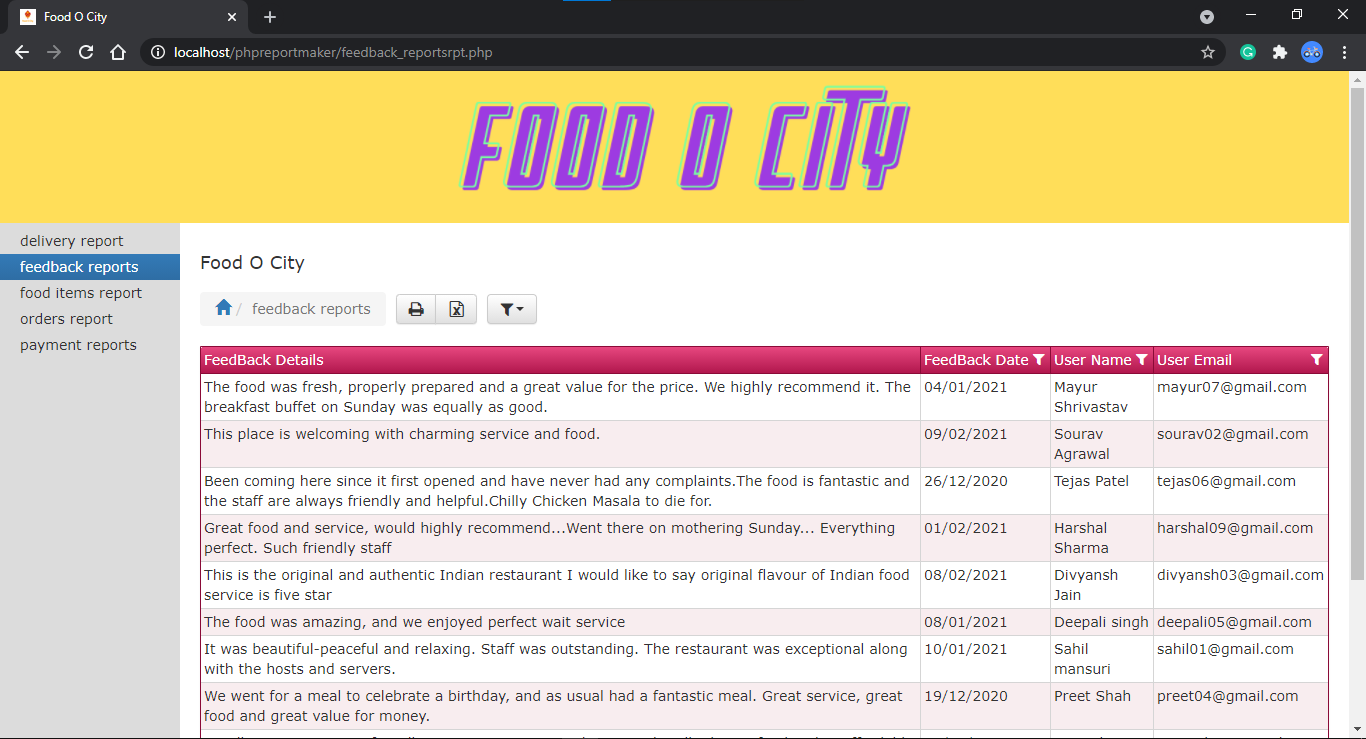 Food O City
localhost/phpreportmaker/feedback_reportsrpt.php
FOOD O CITY
delivery report
feedback reports
food items report
orders report
payment reports
Food O City
/ feedback reports
FeedBack Details FeedBack Date User Name User Email
The food was fresh, properly prepared and a great value for the price. We highly recommend it. The 04/01/2021 Mayur mayur07@gmail.com
breakfast buffet on Sunday was equally as good. Shrivastav
This place is welcoming with charming service and food. 09/02/2021 Sourav sourav02@gmail.com
Agrawal
Been coming here since it first opened and have never had any complaints.The food is fantastic and 26/12/2020 Tejas Patel tejas06@gmail.com
the staff are always friendly and helpful.Chilly Chicken Masala to die for.
Great food and service, would highly recommend...Went there on mothering Sunday... Everything 01/02/2021 Harshal harshal09@gmail.com
perfect. Such friendly staff Sharma
This is the original and authentic Indian restaurant I would like to say original flavour of Indian food 08/02/2021 Divyansh divyansh03@gmail.com
service is five star Jain
The food was amazing, and we enjoyed perfect wait service 08/01/2021 Deepali singh deepali05@gmail.com
It was beautiful-peaceful and relaxing. Staff was outstanding. The restaurant was exceptional along 10/01/2021 Sahil sahil01@gmail.com
with the hosts and servers. mansuri
We went for a meal to celebrate a birthday, and as usual had a fantastic meal. Great service, great 19/12/2020 Preet Shah preet04@gmail.com
food and great value for money.